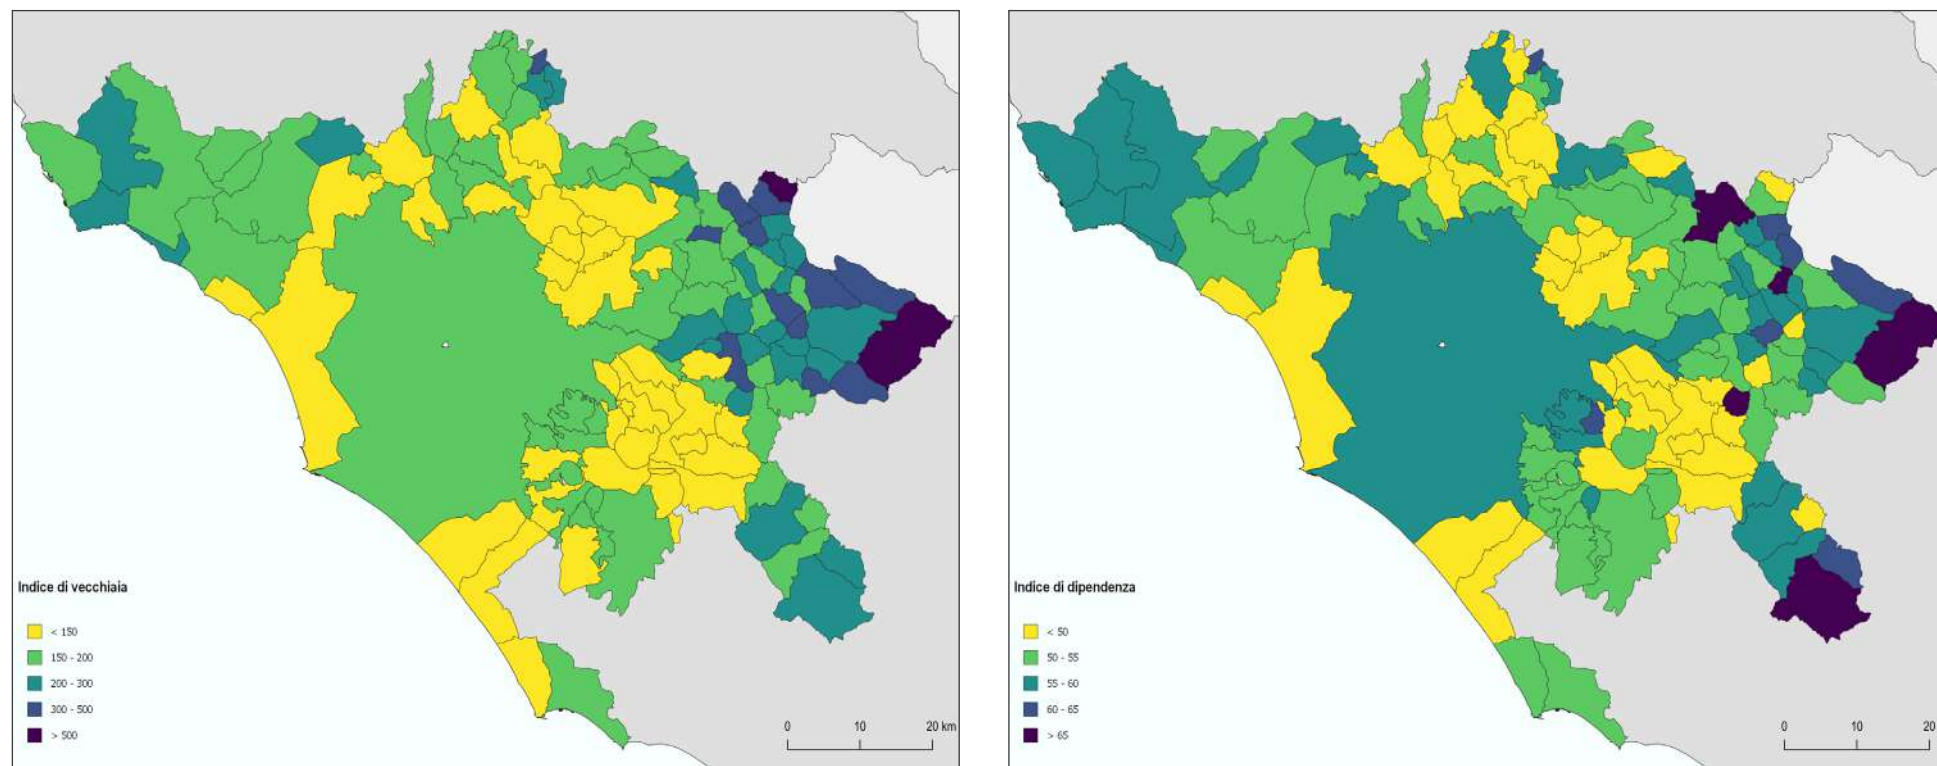 Indice di vecchiaia
< 150
150 - 200
200 - 300
300 - 500
> 500
0 10 20 km
Indice di dipendenza
< 50
50 - 55
55 - 60
60 - 65
> 65
0 10 20